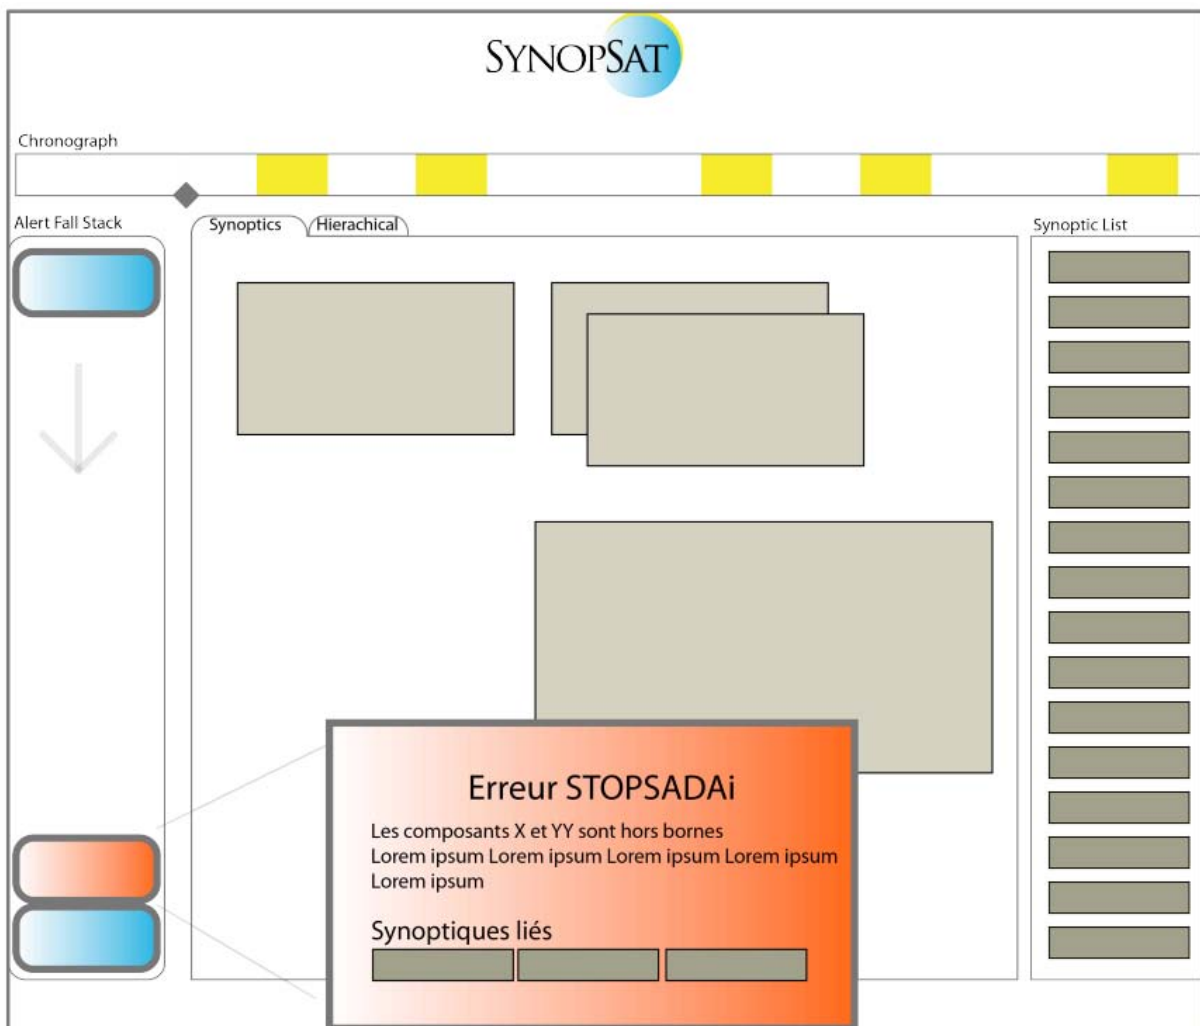 SYNOPSAT
Chronograph
Alert Fall Stack
Synoptics
Hierachical
Synoptic List
Erreur STOPSADAi
Les composants X et YY sont hors bornes
Lorem ipsum Lorem ipsum Lorem ipsum Lorem ipsum
Lorem ipsum
Synoptiques liés